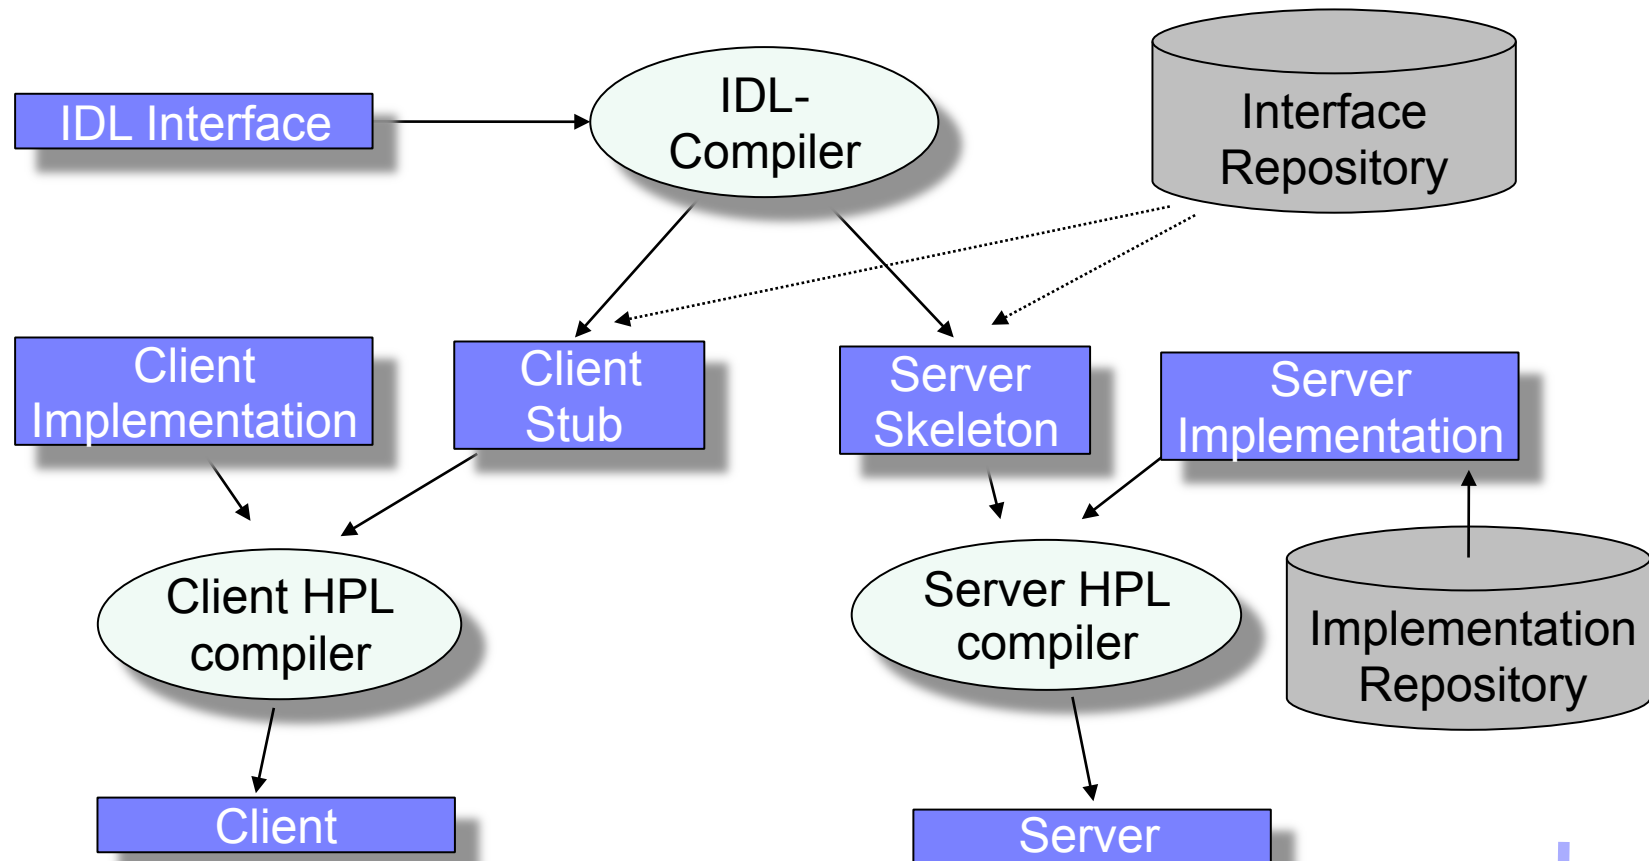 IDL Interface
IDL-
Compiler
Interface
Repository
Client
Implementation
Client
Stub
Server
Skeleton
Server
Implementation
Client HPL
compiler
Server HPL
compiler
Implementation
Repository
Client
Server